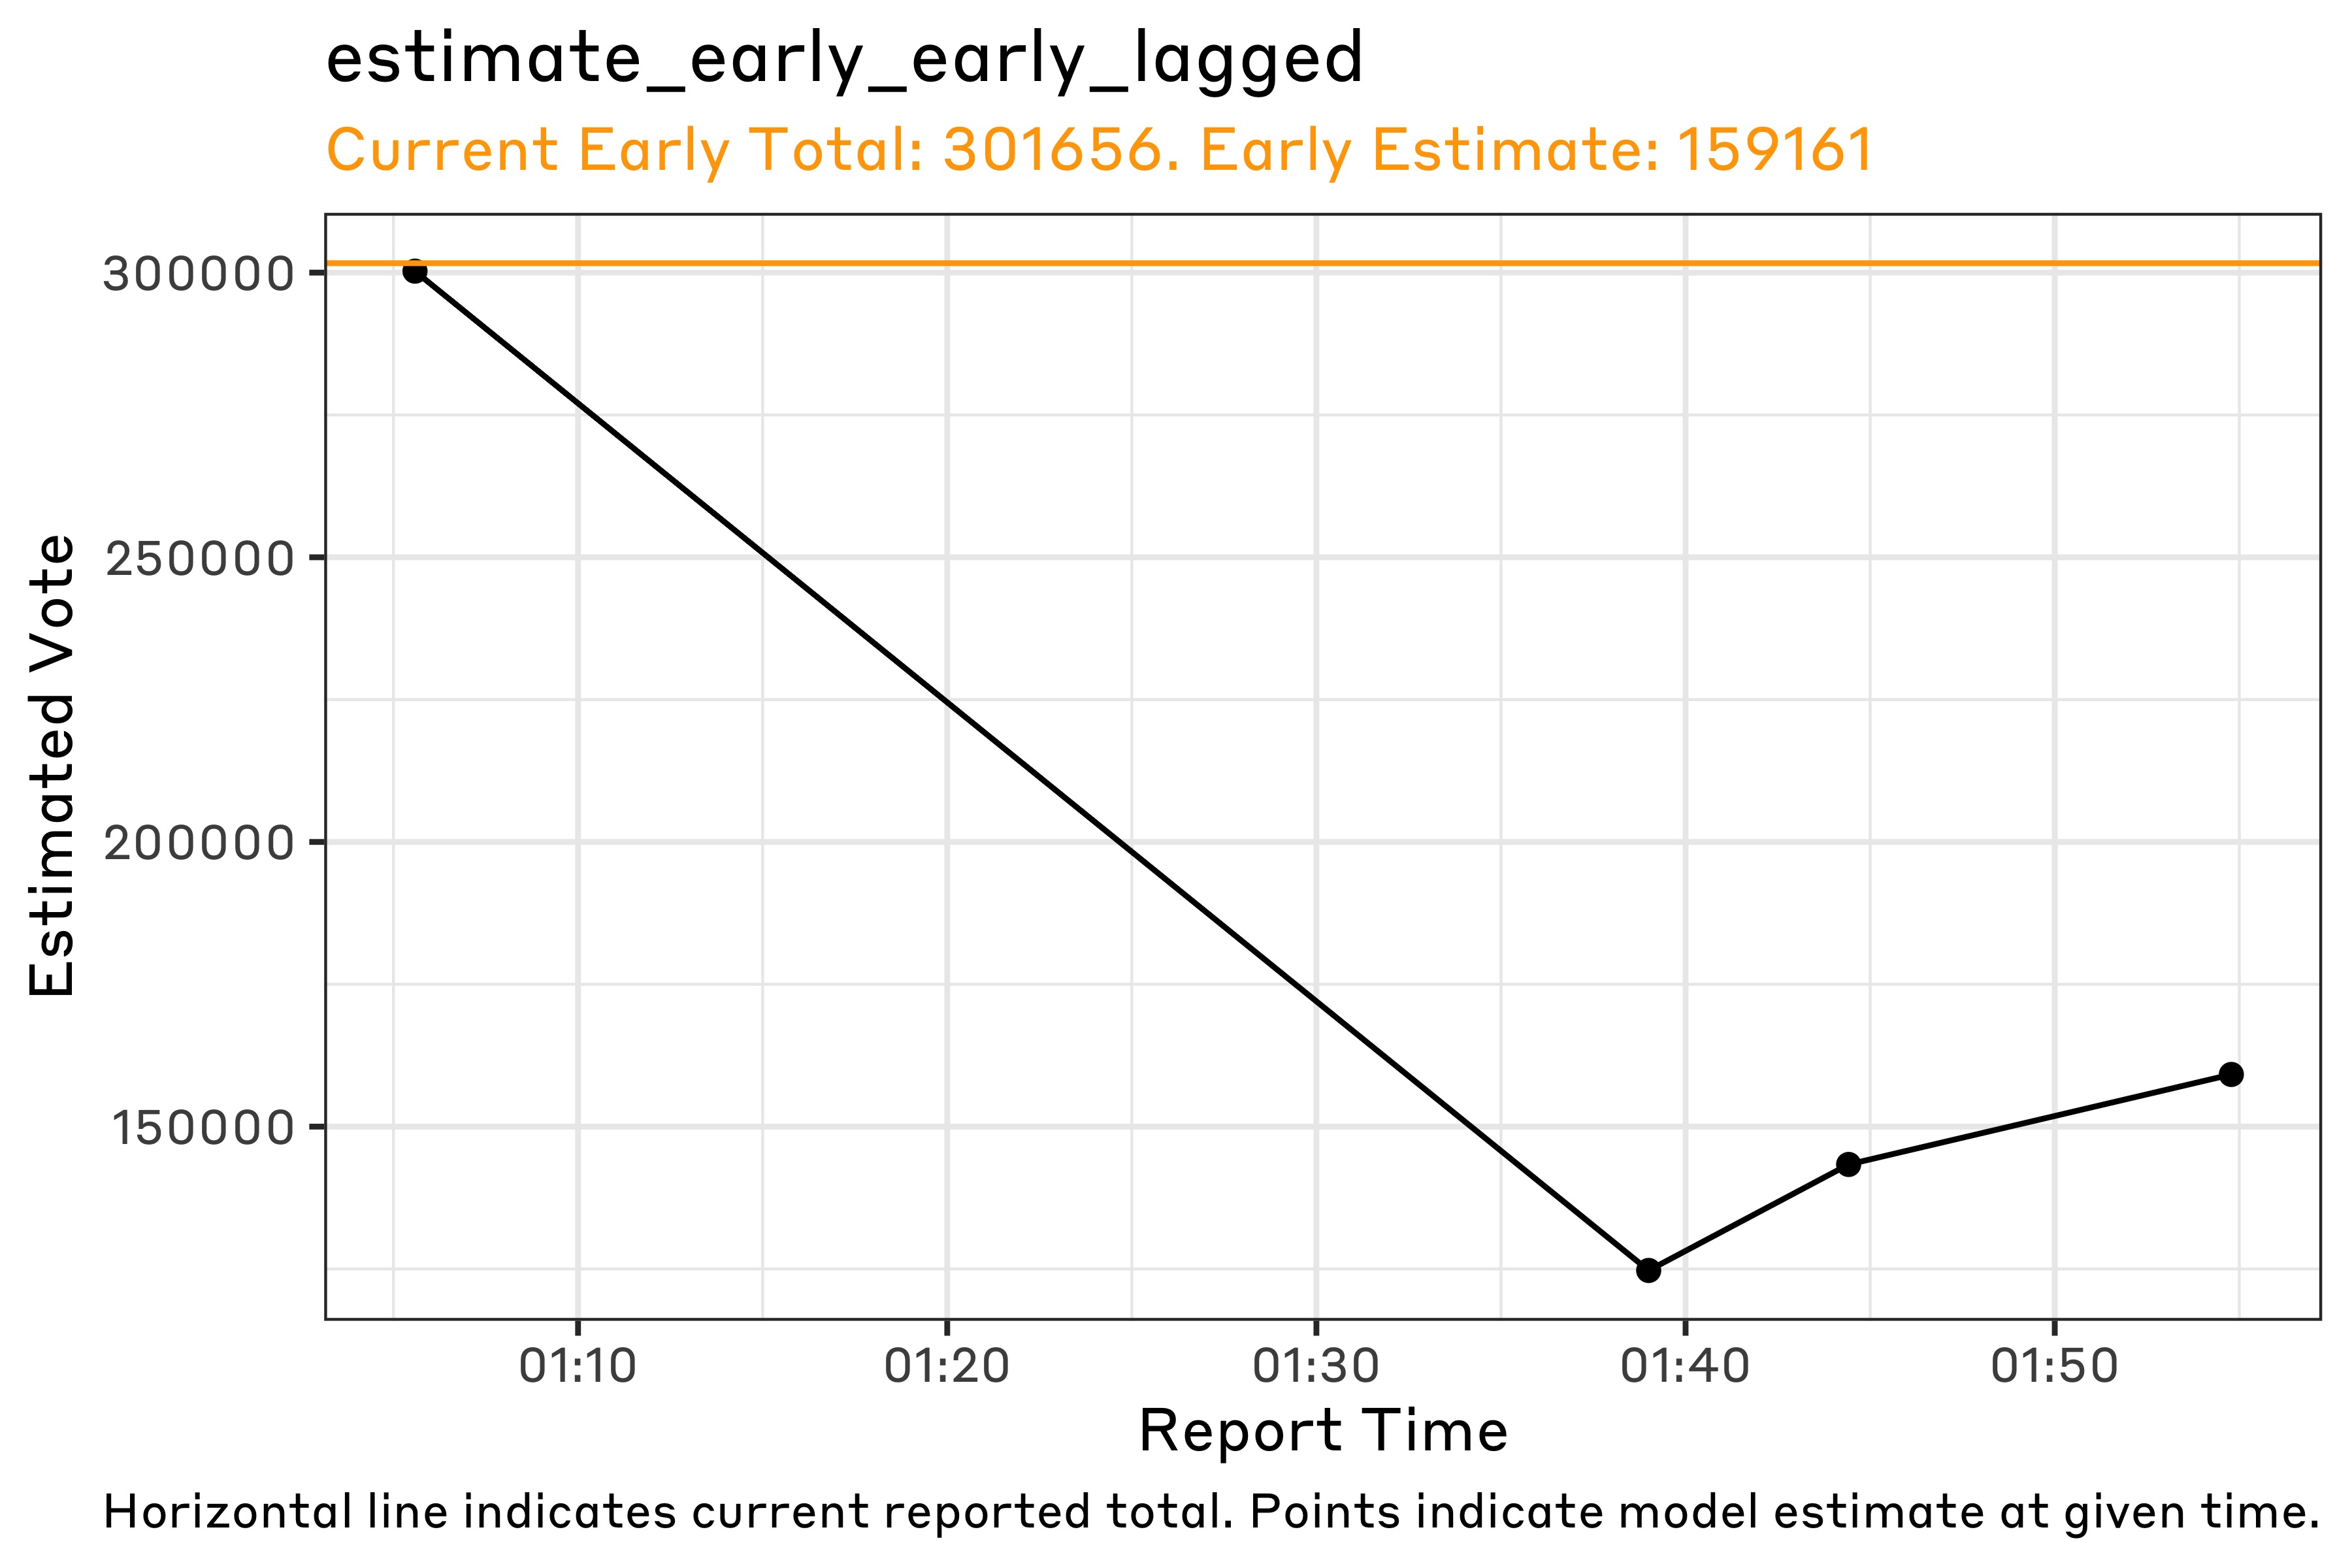 estimate_early_early_lagged
Current Early Total: 301656. Early Estimate: 159161
300000
250000
200000
150000
Estimated Vote
01:10 01:20 01:30 01:40 01:50
Report Time
Horizontal line indicates current reported total. Points indicate model estimate at given time.